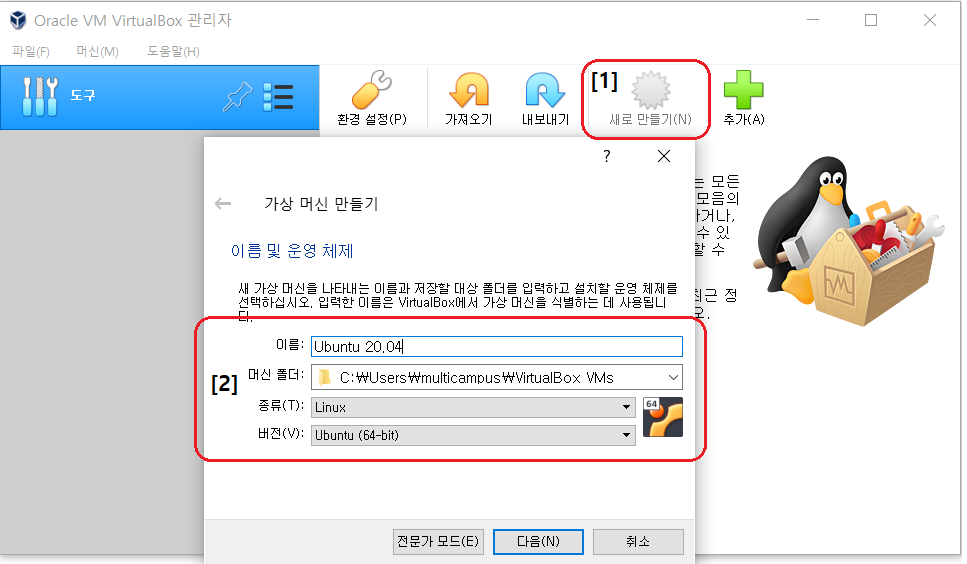 Oracle VM VirtualBox 관리자
파일(F) 머신(M) 도움말(H)
도구
환경 설정(P)
가져오기
내보내기
[1]
새로 만들기(N)
추가(A)
?
가상 머신 만들기
이름 및 운영 체제
새 가상 머신을 나타내는 이름과 저장할 대상 폴더를 입력하고 설치할 운영 체제를
선택하십시오. 입력한 이름은 VirtualBox에서 가상 머신을 식별하는 데 사용됩니
다.
[2]
이름: Ubuntu 20.04
머신 폴더: C:₩Users₩multicampus₩VirtualBox VMs
종류(T): Linux
64
버전(V): Ubuntu (64-bit)
전문가 모드(E) 다음(N) 취소
는 모든
모음의
하거나,
수 있
할 수
최근 정
오.